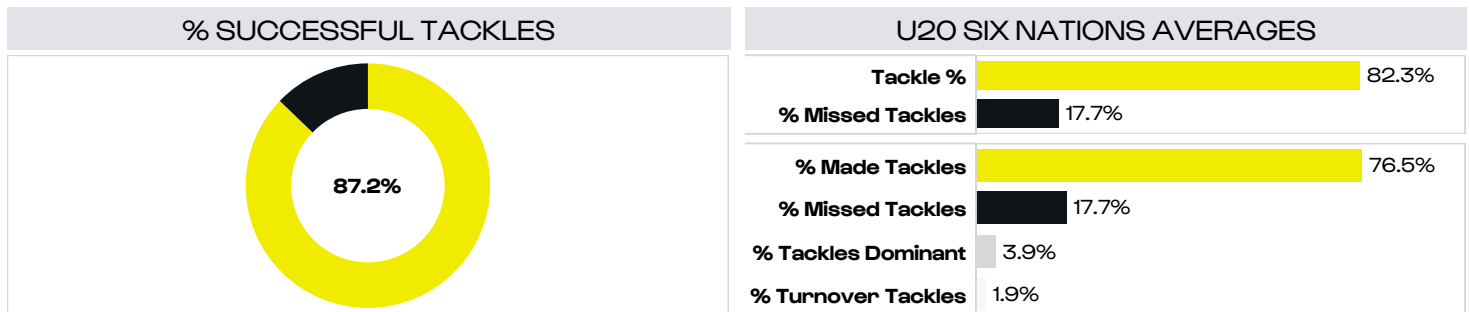 % SUCCESSFUL TACKLES
87.2%
U20 SIX NATIONS AVERAGES
Tackle % 82.3%
% Missed Tackles 17.7%
% Made Tackles 76.5%
% Missed Tackles 17.7%
% Tackles Dominant 3.9%
% Turnover Tackles 1.9%